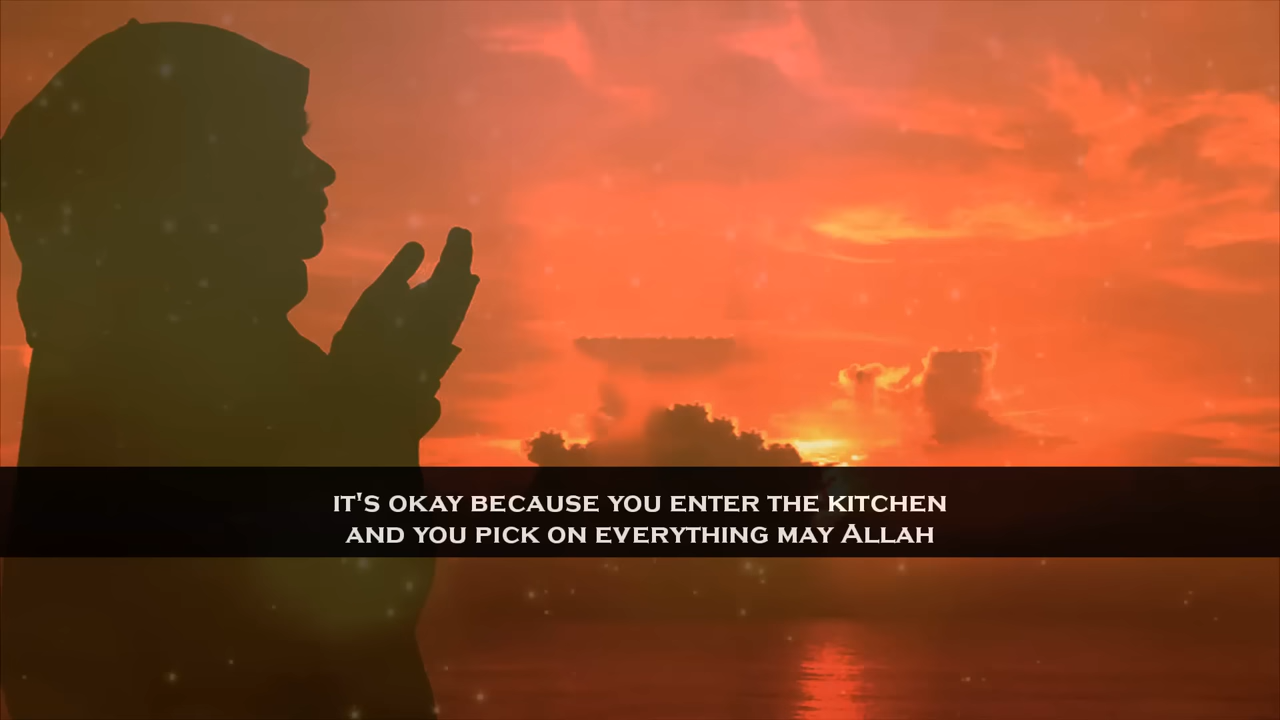 IT'S OKAY BECAUSE YOU ENTER THE KITCHEN
AND YOU PICK ON EVERYTHING MAY ALLAH